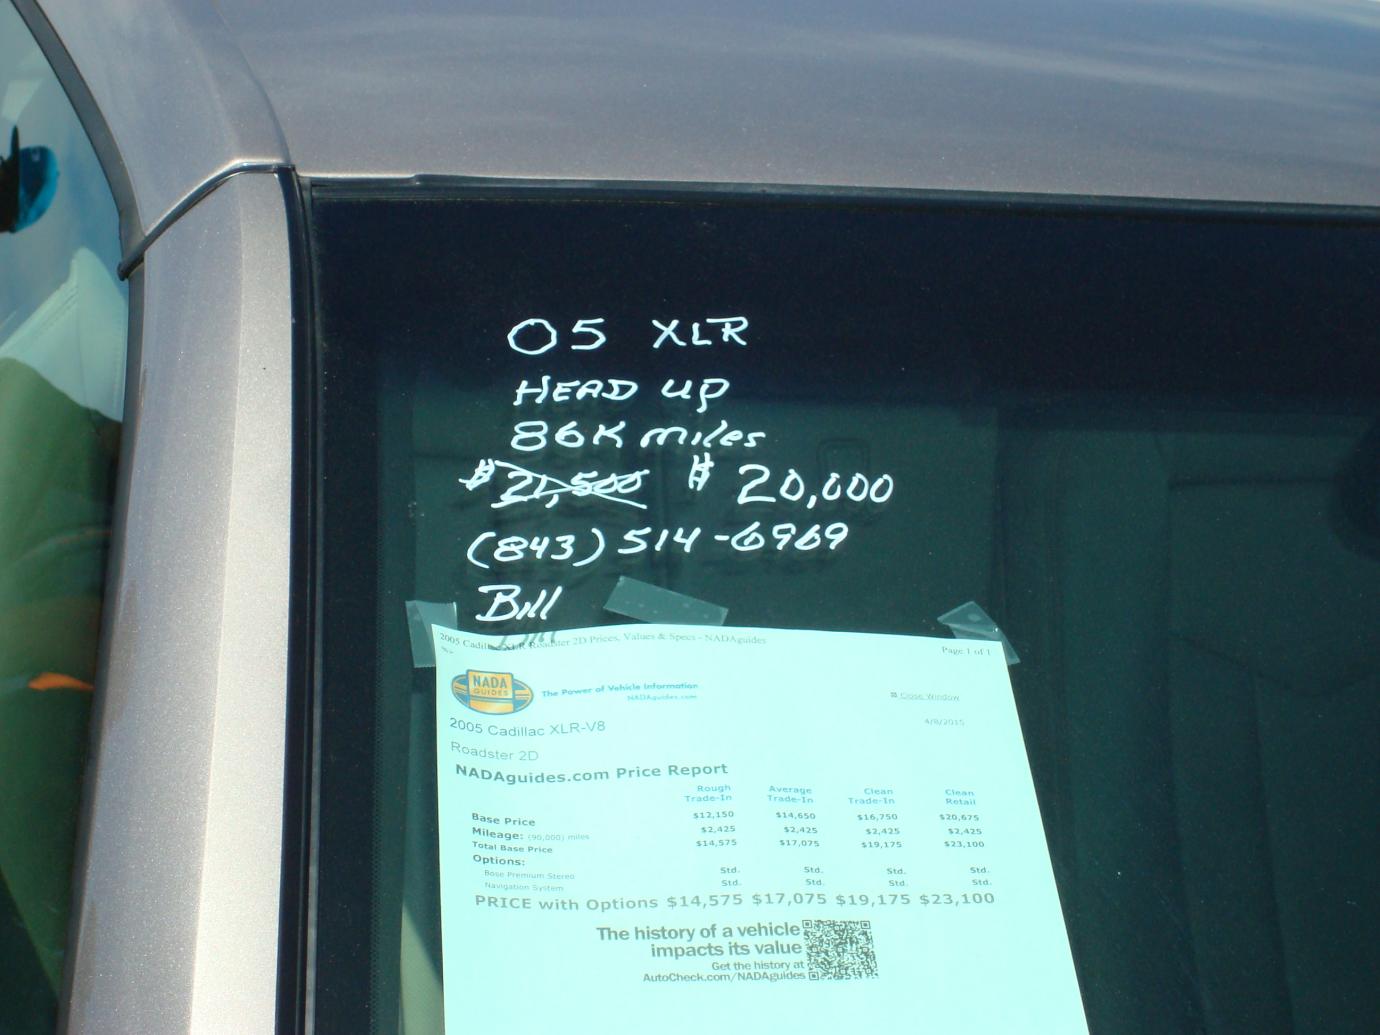 05 XLR
HEAD UP
86K miles
$21,500 $20,000
(843) 514-6969
Bill
2005 Cadillac XLR Roadster 2D Prices, Values & Specs - NADAguides Page 1 of 1
NADA GUIDES The Power of Vehicle Information
NADAguides.com
Close Window
2005 Cadillac XLR-V8 4/8/2015
Roadster 2D
NADAguides.com Price Report
Rough Trade-In Average Trade-In Clean Trade-In Clean Retail
Base Price $12,150 $14,650 $16,750 $20,675
Mileage: (90,000) miles $2,425 $2,425 $2,425 $2,425
Total Base Price $14,575 $17,075 $19,175 $23,100
Options:
Bose Premium Stereo Std. Std. Std. Std.
Navigation System Std. Std. Std. Std.
PRICE with Options $14,575 $17,075 $19,175 $23,100
The history of a vehicle
impacts its value
Get the history at
AutoCheck.com/NADAguides